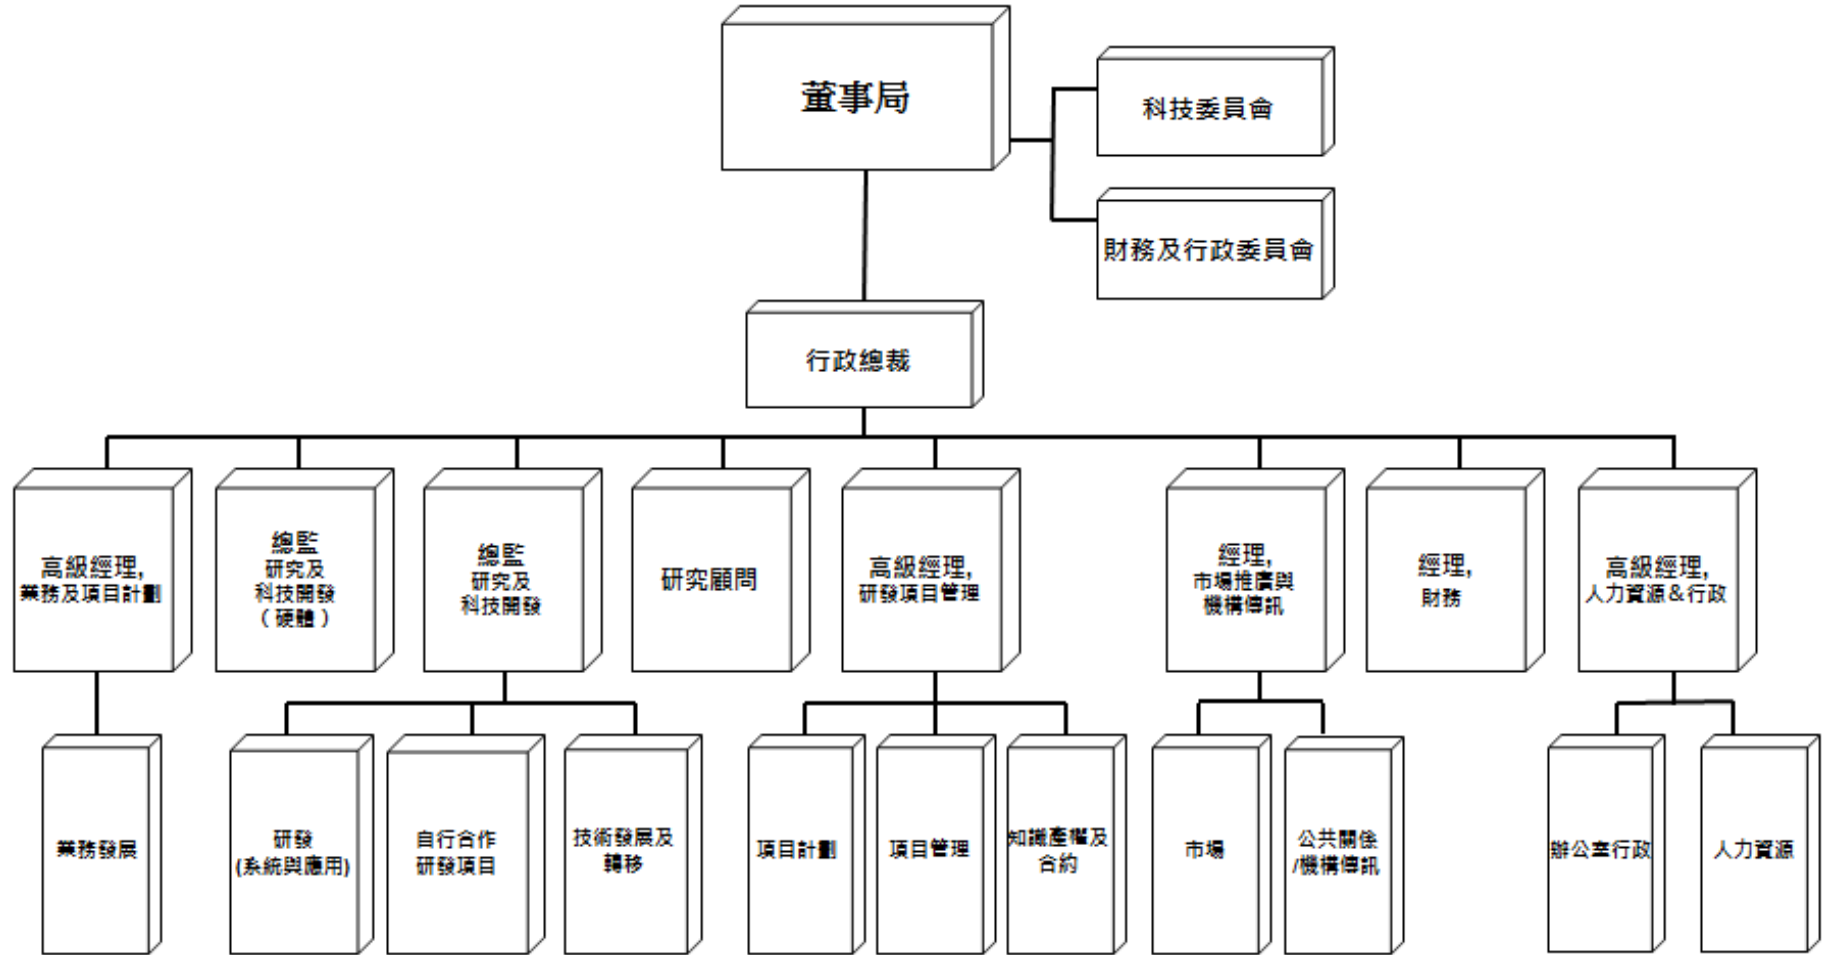 董事局
科技委員會
財務及行政委員會
行政總裁
高級經理,
業務及項目計劃
總監
研究及
科技開發
( 硬體 )
總監
研究及
科技開發
研究顧問
高級經理,
研發項目管理
經理,
市場推廣與
機構傳訊
經理,
財務
高級經理,
人力資源＆行政
業務發展
研發
(系統與應用)
自行合作
研發項目
技術發展及
轉移
項目計劃
項目管理
知識產權及
合約
市場
公共關係
/機構傳訊
辦公室行政
人力資源